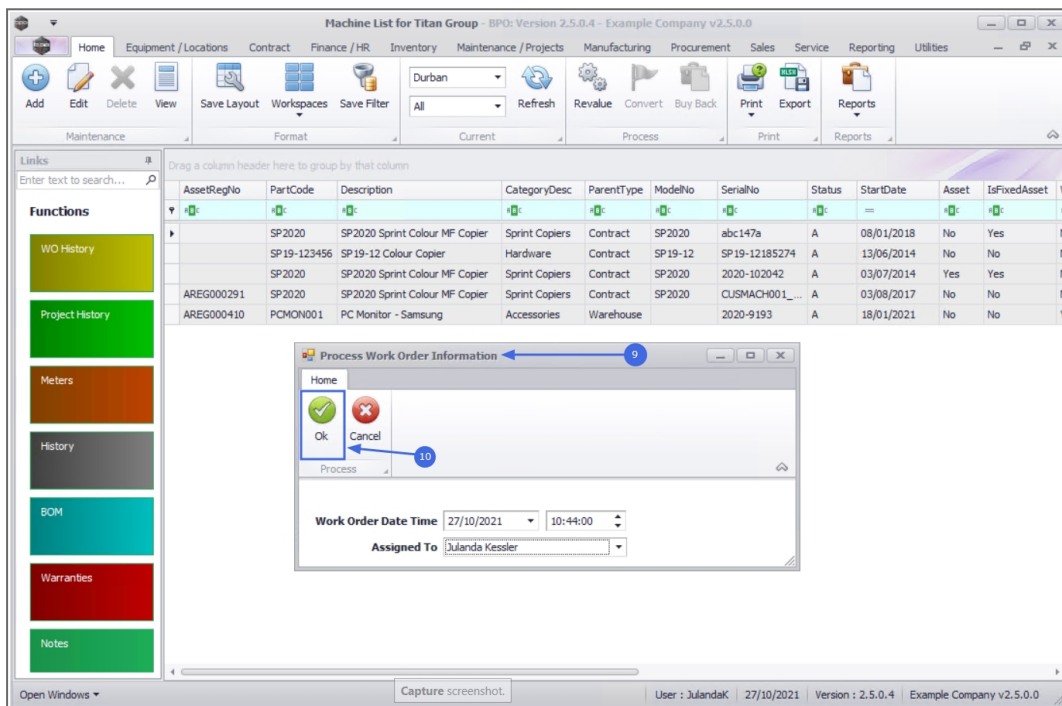 Machine List for Titan Group - BPO: Version 2.5.0.4 - Example Company v2.5.0.0
Home Equipment / Locations Contract Finance / HR Inventory Maintenance / Projects Manufacturing Procurement Sales Service Reporting Utilities
Add Edit Delete View Save Layout Workspaces Save Filter Durban All Refresh Revalue Convert Buy Back Print Export Reports
Maintenance Format Current Process Print Reports
Links
Enter text to search...
Functions
WO History
Project History
Meters
History
BOM
Warranties
Notes
Drag a column header here to group by that column
AssetRegNo PartCode Description CategoryDesc ParentType ModelNo SerialNo Status StartDate Asset IsFixedAsset
SP2020 SP2020 Sprint Colour MF Copier Sprint Copiers Contract SP2020 abc147a A 08/01/2018 No Yes
SP19-123456 SP19-12 Colour Copier Hardware Contract SP19-12 SP19-12185274 A 13/06/2014 No No
SP2020 SP2020 Sprint Colour MF Copier Sprint Copiers Contract SP2020 2020-102042 A 03/07/2014 Yes Yes
AREG000291 SP2020 SP2020 Sprint Colour MF Copier Sprint Copiers Contract SP2020 CUSMACH001_... A 03/08/2017 No No
AREG000410 PCMON001 PC Monitor - Samsung Accessories Warehouse 2020-9193 A 18/01/2021 No No
Process Work Order Information
9
Home
Ok Cancel
10
Process
Work Order Date Time 27/10/2021 10:44:00
Assigned To Julanda Kessler
Open Windows
Capture screenshot.
User : JulandaK 27/10/2021 Version : 2.5.0.4 Example Company v2.5.0.0